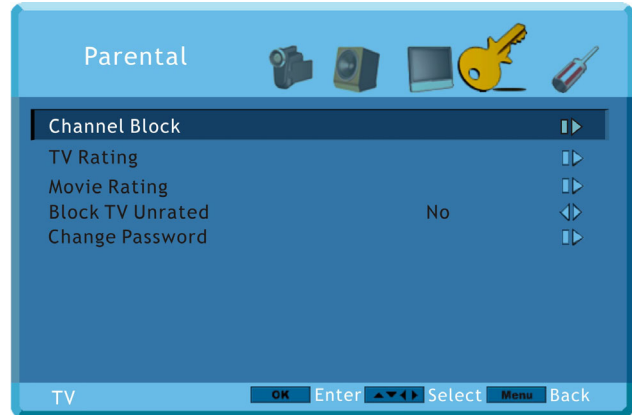 Parental
Channel Block
TV Rating
Movie Rating
Block TV Unrated No
Change Password
TV OK Enter Select Menu Back